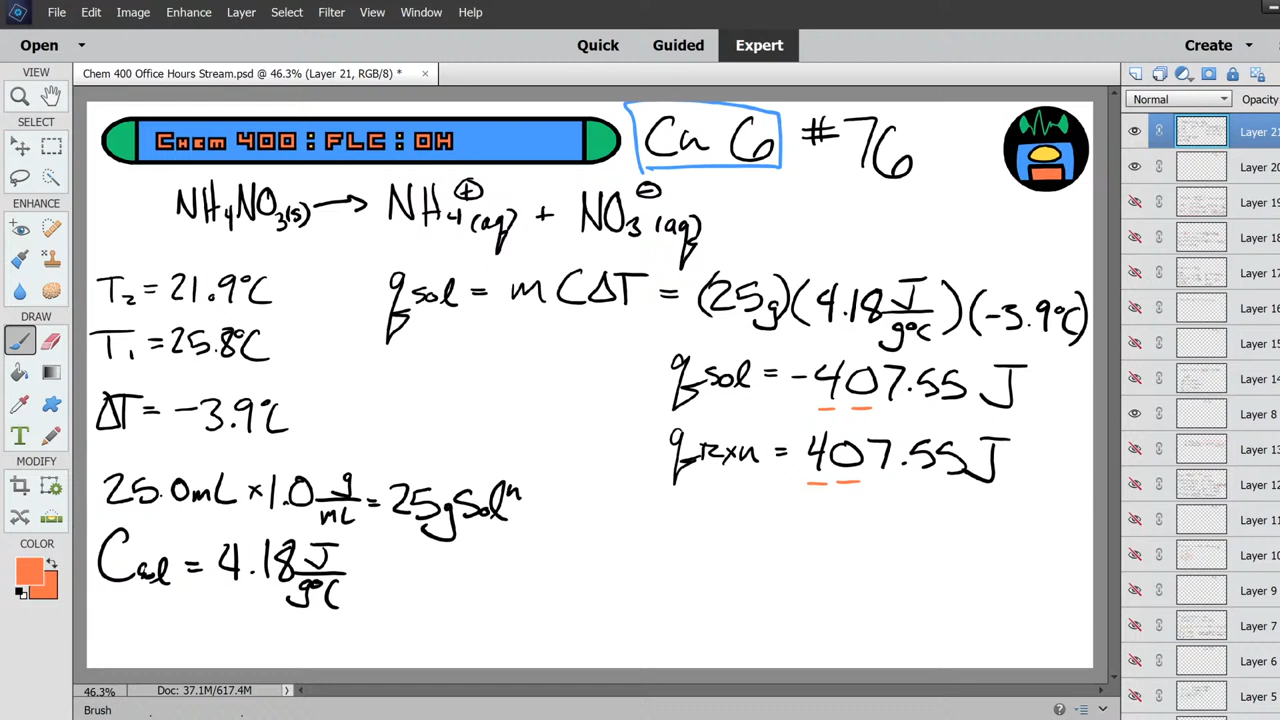 File Edit Image Enhance Layer Select Filter View Window Help
Open Quick Guided Expert Create
VIEW
Chem 400 Office Hours Stream.psd @ 46.3% (Layer 21, RGB/8) * ×
Normal Opacity
SELECT
ENHANCE
DRAW
T
MODIFY
COLOR
Chem 400:FLC:OH
Ch 6 #76
NH₄NO₃(s) → NH₄⊕(aq) + NO₃⊖(aq)
T₂ = 21.9°C
T₁ = 25.8°C
ΔT = -3.9°C
25.0mL × 1.0 g/mL = 25g Solⁿ
Csol = 4.18 J/g°C
qsol = mCΔT = (25g)(4.18 J/g°C)(-3.9°C)
qsol = -407.55 J
qrxn = 407.55 J
Layer 21
Layer 20
Layer 19
Layer 18
Layer 17
Layer 16
Layer 15
Layer 14
Layer 8
Layer 13
Layer 12
Layer 11
Layer 10
Layer 9
Layer 7
Layer 6
Layer 5
46.3% Doc: 37.1M/617.4M
Brush